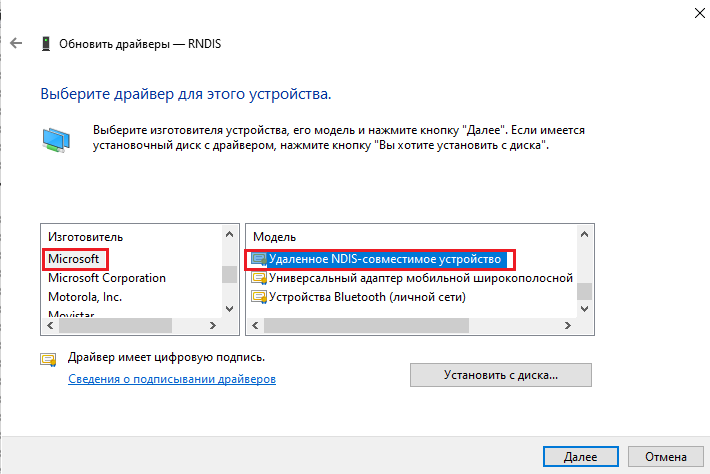 Обновить драйверы — RNDIS
Выберите драйвер для этого устройства.
Выберите изготовителя устройства, его модель и нажмите кнопку "Далее". Если имеется
установочный диск с драйвером, нажмите кнопку "Вы хотите установить с диска".
Изготовитель
Microsoft
Microsoft Corporation
Motorola, Inc.
Movistar
Модель
Удаленное NDIS-совместимое устройство
Универсальный адаптер мобильной широкополосной
Устройства Bluetooth (личной сети)
Драйвер имеет цифровую подпись.
Сведения о подписывании драйверов
Установить с диска...
Далее
Отмена